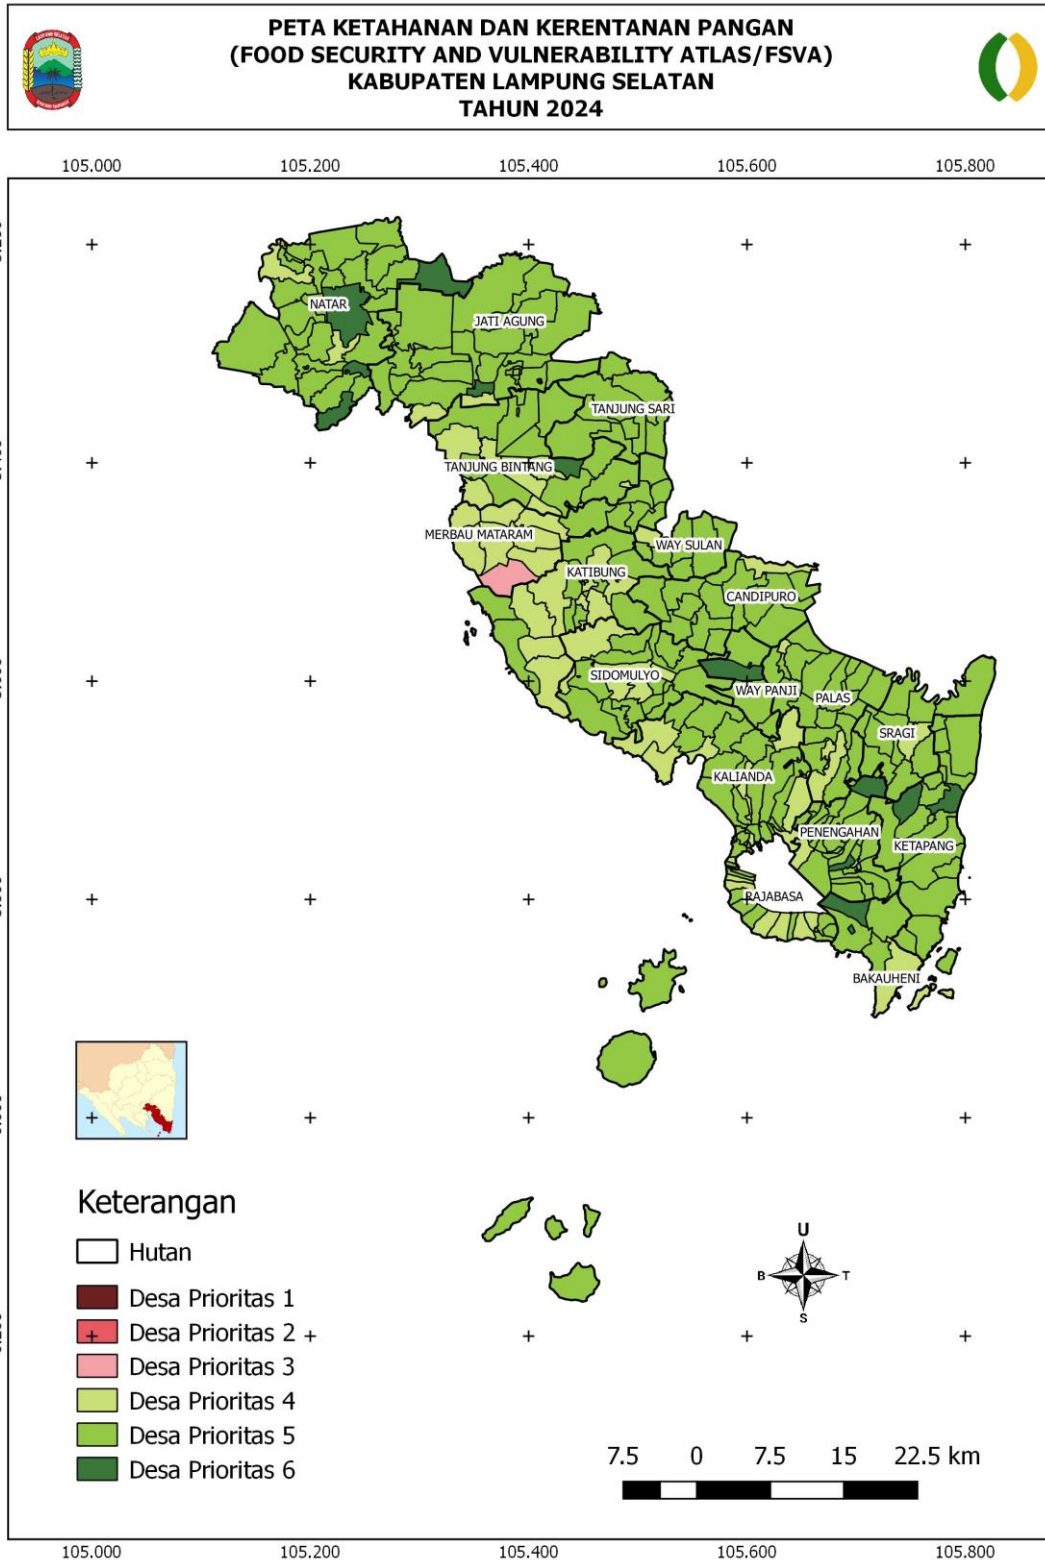 PETA KETAHANAN DAN KERENTANAN PANGAN
(FOOD SECURITY AND VULNERABILITY ATLAS/FSVA)
KABUPATEN LAMPUNG SELATAN
TAHUN 2024
105.000 105.200 105.400 105.600 105.800
NATAR
JATI AGUNG
TANJUNG SARI
TANJUNG BINTANG
MERBAU MATARAM
WAY SULAN
KATIBUNG
CANDIPURO
SIDOMULYO
WAY PANJI
PALAS
SRAGI
KALIANDA
PENENGAHAN
KETAPANG
RAJABASA
BAKAUHENI
Keterangan
Hutan
Desa Prioritas 1
Desa Prioritas 2
Desa Prioritas 3
Desa Prioritas 4
Desa Prioritas 5
Desa Prioritas 6
U
B T
S
7.5 0 7.5 15 22.5 km
105.000 105.200 105.400 105.600 105.800